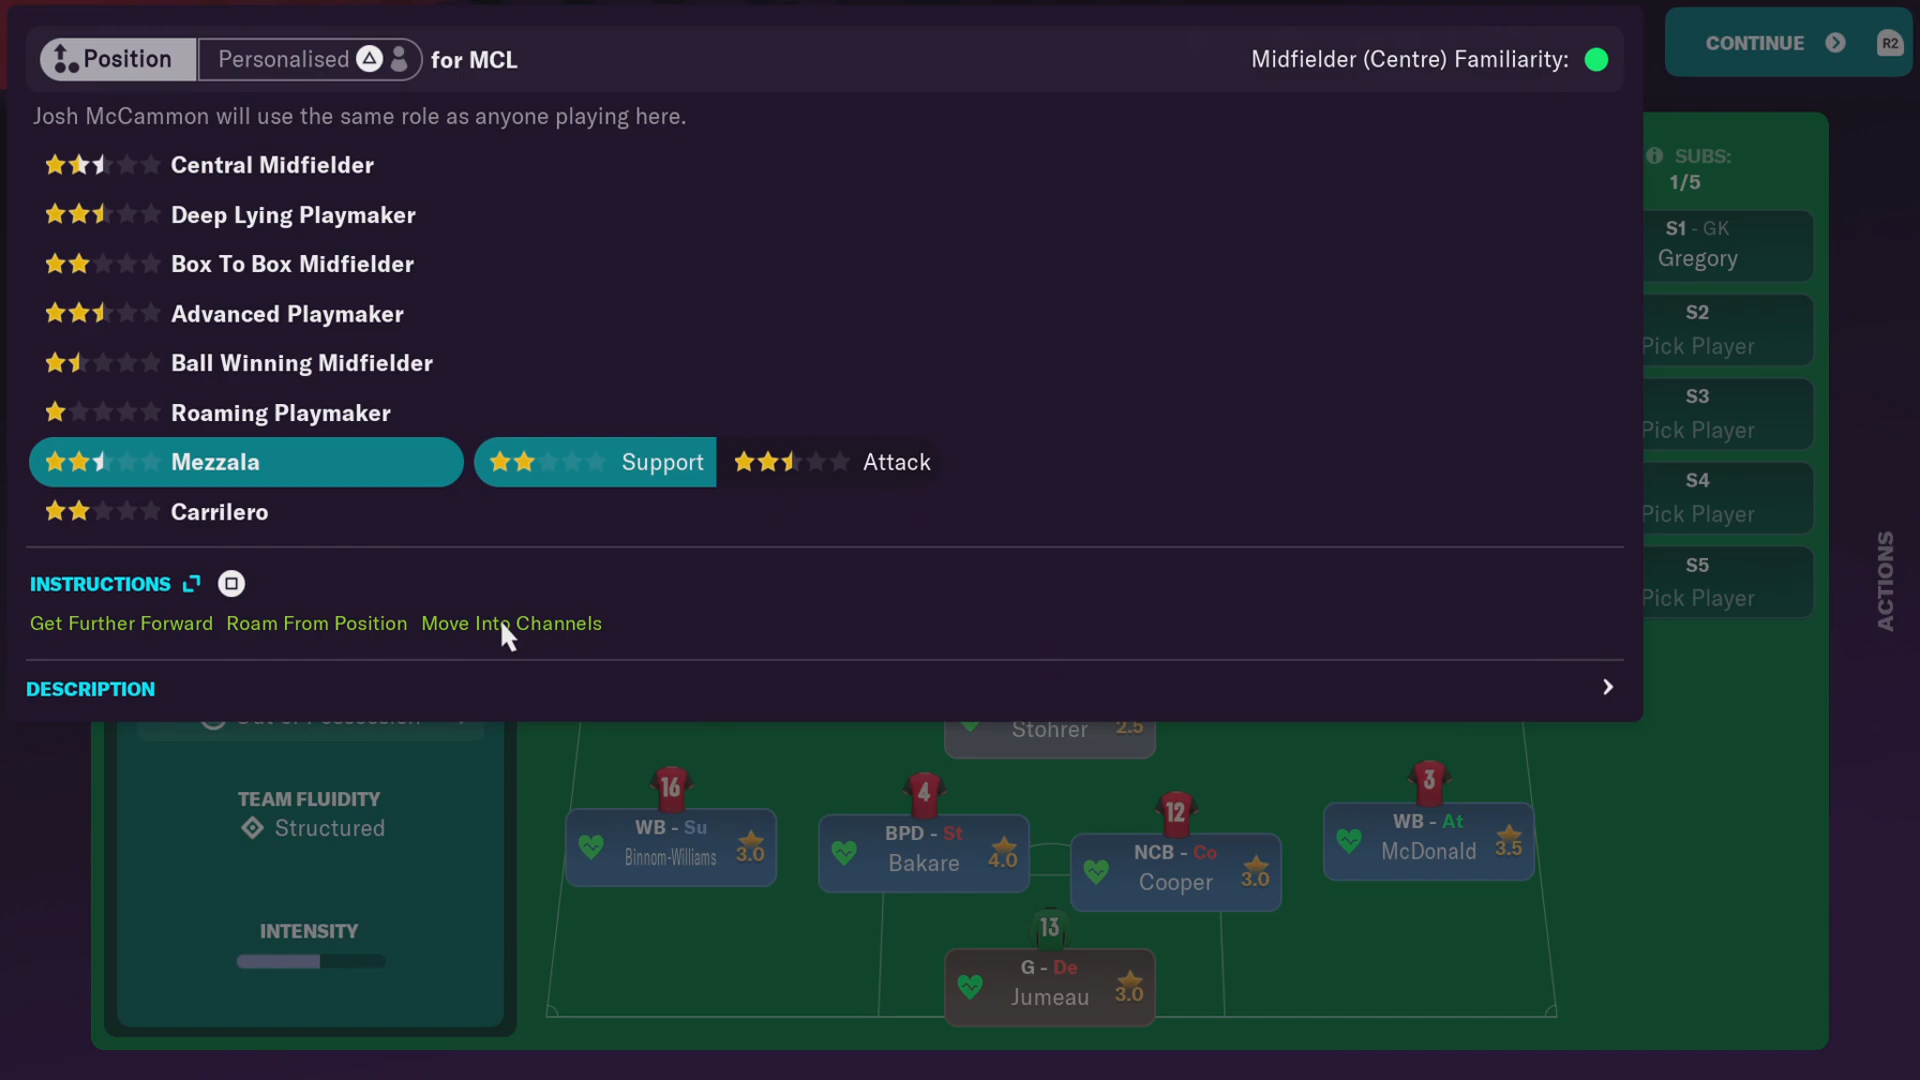 Position Personalised for MCL
Midfielder (Centre) Familiarity:
CONTINUE R2
Josh McCammon will use the same role as anyone playing here.
Central Midfielder
Deep Lying Playmaker
Box To Box Midfielder
Advanced Playmaker
Ball Winning Midfielder
Roaming Playmaker
Mezzala Support Attack
Carrilero
INSTRUCTIONS
Get Further Forward Roam From Position Move Into Channels
DESCRIPTION
SUBS:
1/5
S1 - GK
Gregory
S2
Pick Player
S3
Pick Player
S4
Pick Player
S5
Pick Player
ACTIONS
Out of Possession
TEAM FLUIDITY
Structured
INTENSITY
Stohrer 2.5
16
WB - Su
Binnom-Williams 3.0
4
BPD - St
Bakare 4.0
12
NCB - Co
Cooper 3.0
3
WB - At
McDonald 3.5
13
G - De
Jumeau 3.0